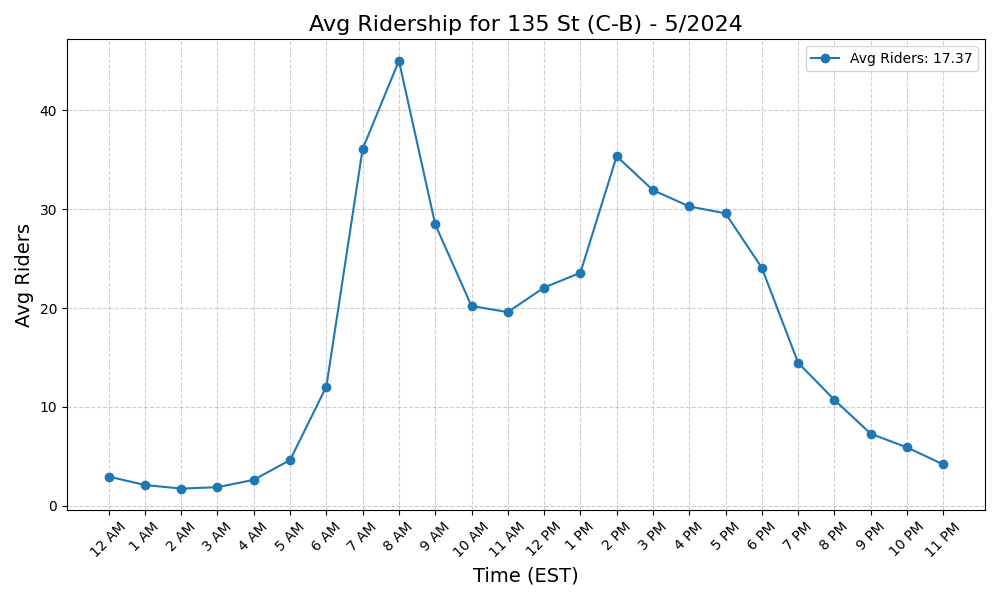 Avg Ridership for 135 St (C-B) - 5/2024
Avg Riders: 17.37
Avg Riders
40
30
20
10
0
12 AM
1 AM
2 AM
3 AM
4 AM
5 AM
6 AM
7 AM
8 AM
9 AM
10 AM
11 AM
12 PM
1 PM
2 PM
3 PM
4 PM
5 PM
6 PM
7 PM
8 PM
9 PM
10 PM
11 PM
Time (EST)